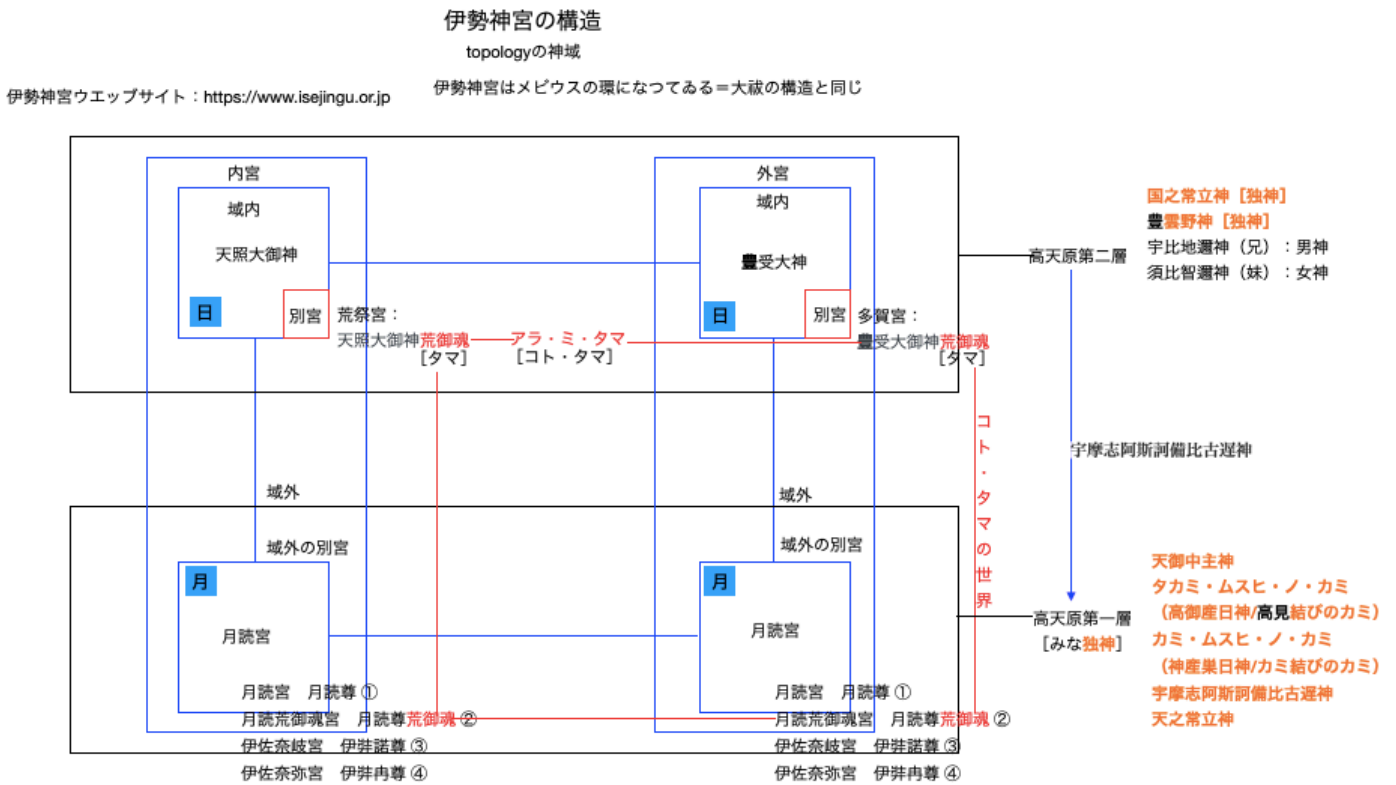 伊勢神宮の構造
topologyの神域
伊勢神宮ウエッブサイト：https://www.isejingu.or.jp
伊勢神宮はメビウスの環になつてゐる＝大祓の構造と同じ
内宮
域内
天照大御神
日
別宮
荒祭宮：
天照大御神荒御魂
［タマ］
アラ・ミ・タマ
［コト・タマ］
外宮
域内
豊受大神
日
別宮
多賀宮：
豊受大御神荒御魂
［タマ］
高天原第二層
国之常立神［独神］
豊雲野神［独神］
宇比地邇神（兄）：男神
須比智邇神（妹）：女神
コト・タマの世界
宇摩志阿斯訶備比古遅神
域外
域外
域外の別宮
月
月読宮
月読宮　月読尊 ①
月読荒御魂宮　月読尊荒御魂 ②
伊佐奈岐宮　伊弉諾尊 ③
伊佐奈弥宮　伊弉冉尊 ④
域外の別宮
月
月読宮
月読宮　月読尊 ①
月読荒御魂宮　月読尊荒御魂 ②
伊佐奈岐宮　伊弉諾尊 ③
伊佐奈弥宮　伊弉冉尊 ④
高天原第一層
［みな独神］
天御中主神
タカミ・ムスヒ・ノ・カミ
（高御産日神/高見結びのカミ）
カミ・ムスヒ・ノ・カミ
（神産巣日神/カミ結びのカミ）
宇摩志阿斯訶備比古遅神
天之常立神